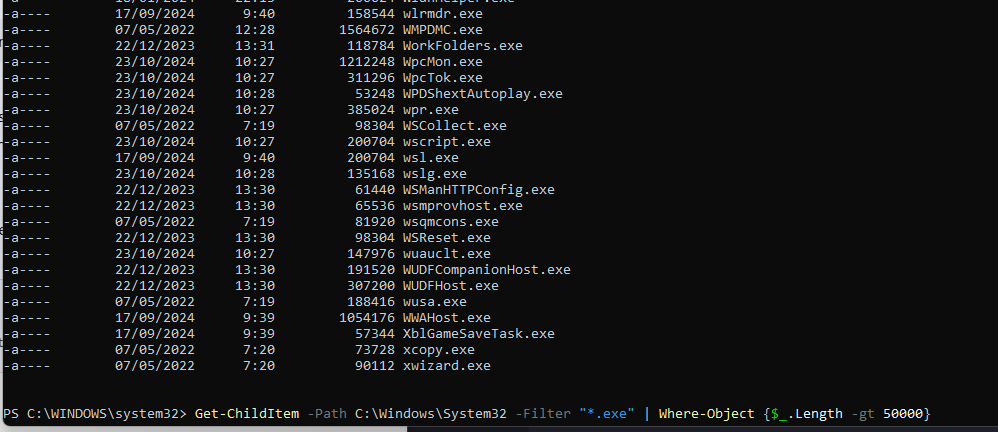 -a---- 17/09/2024 9:40 158544 wlrmdr.exe
-a---- 07/05/2022 12:28 1564672 WMPDMC.exe
-a---- 22/12/2023 13:31 118784 WorkFolders.exe
-a---- 23/10/2024 10:27 1212248 WpcMon.exe
-a---- 23/10/2024 10:27 311296 WpcTok.exe
-a---- 23/10/2024 10:28 53248 WPDShextAutoplay.exe
-a---- 23/10/2024 10:27 385024 wpr.exe
-a---- 07/05/2022 7:19 98304 WSCollect.exe
-a---- 23/10/2024 10:27 200704 wscript.exe
-a---- 17/09/2024 9:40 200704 wsl.exe
-a---- 23/10/2024 10:28 135168 wslg.exe
-a---- 22/12/2023 13:30 61440 WSManHTTPConfig.exe
-a---- 22/12/2023 13:30 65536 wsmprovhost.exe
-a---- 07/05/2022 7:19 81920 wsqmcons.exe
-a---- 22/12/2023 13:30 98304 WSReset.exe
-a---- 23/10/2024 10:27 147976 wuauclt.exe
-a---- 22/12/2023 13:30 191520 WUDFCompanionHost.exe
-a---- 22/12/2023 13:30 307200 WUDFHost.exe
-a---- 07/05/2022 7:19 188416 wusa.exe
-a---- 17/09/2024 9:39 1054176 WWAHost.exe
-a---- 17/09/2024 9:39 57344 XblGameSaveTask.exe
-a---- 07/05/2022 7:20 73728 xcopy.exe
-a---- 07/05/2022 7:20 90112 xwizard.exe
PS C:\WINDOWS\system32> Get-ChildItem -Path C:\Windows\System32 -Filter "*.exe" | Where-Object {$_.Length -gt 50000}